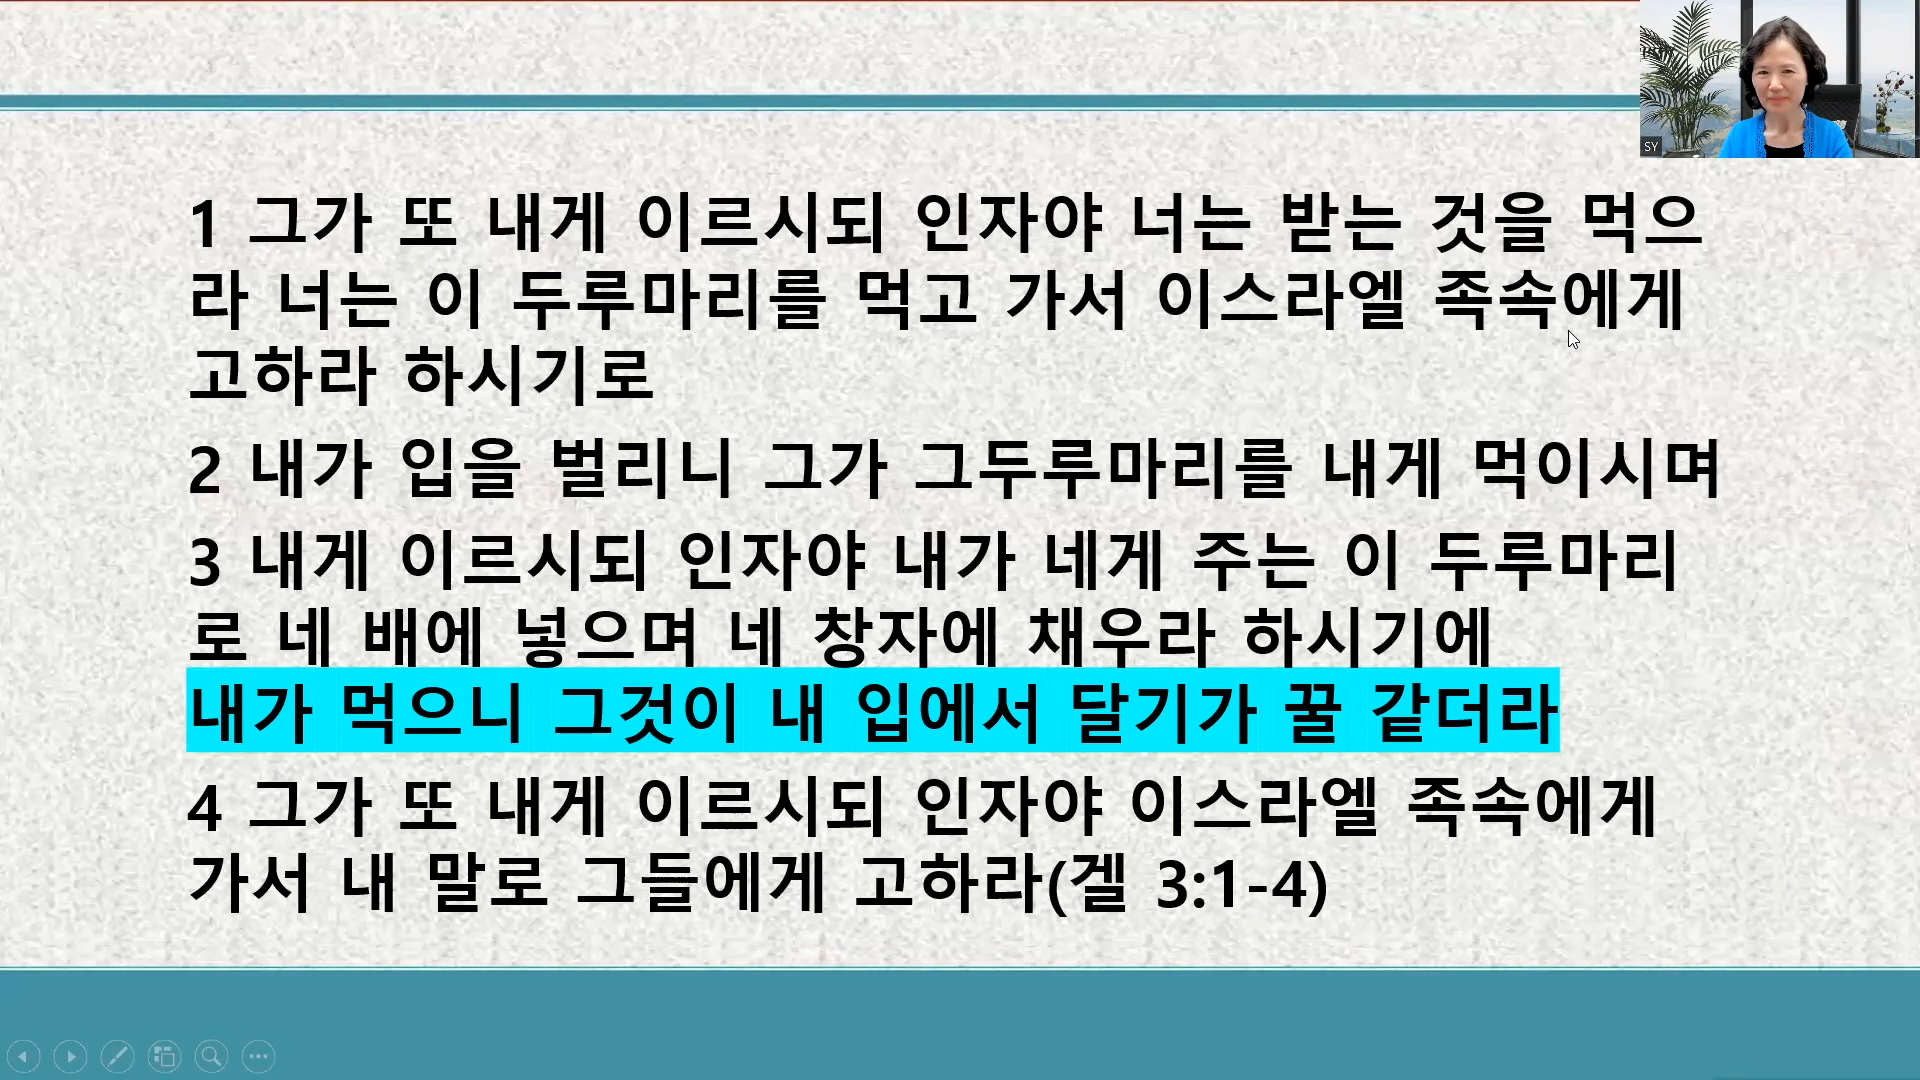 SY
1 그가 또 내게 이르시되 인자야 너는 받는 것을 먹으
라 너는 이 두루마리를 먹고 가서 이스라엘 족속에게
고하라 하시기로
2 내가 입을 벌리니 그가 그두루마리를 내게 먹이시며
3 내게 이르시되 인자야 내가 네게 주는 이 두루마리
로 네 배에 넣으며 네 창자에 채우라 하시기에
내가 먹으니 그것이 내 입에서 달기가 꿀 같더라
4 그가 또 내게 이르시되 인자야 이스라엘 족속에게
가서 내 말로 그들에게 고하라(겔 3:1-4)